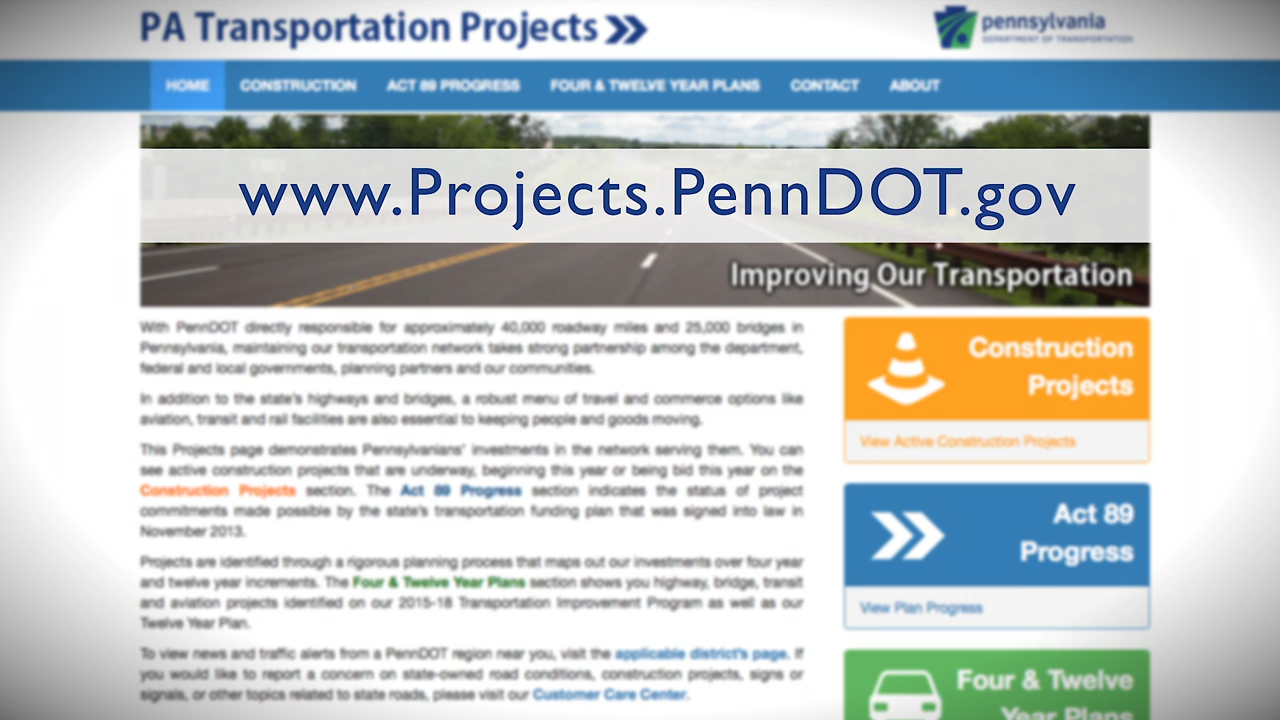 PA Transportation Projects
pennsylvania
DEPARTMENT OF TRANSPORTATION
HOME CONSTRUCTION ACT 89 PROGRESS FOUR & TWELVE YEAR PLANS CONTACT ABOUT
www.Projects.PennDOT.gov
Improving Our Transportation
With PennDOT directly responsible for approximately 40,000 roadway miles and 25,000 bridges in
Pennsylvania, maintaining our transportation network takes strong partnership among the department,
federal and local governments, planning partners and our communities.
In addition to the state's highways and bridges, a robust menu of travel and commerce options like
aviation, transit and rail facilities are also essential to keeping people and goods moving.
This Projects page demonstrates Pennsylvanians' investments in the network serving them. You can
see active construction projects that are underway, beginning this year or being bid this year on the
Construction Projects section. The Act 89 Progress section indicates the status of project
commitments made possible by the state's transportation funding plan that was signed into law in
November 2013.
Projects are identified through a rigorous planning process that maps out our investments over four year
and twelve year increments. The Four & Twelve Year Plans section shows you highway, bridge, transit
and aviation projects identified on our 2015-18 Transportation Improvement Program as well as our
Twelve Year Plan.
To view news and traffic alerts from a PennDOT region near you, visit the applicable district's page. If
you would like to report a concern on state-owned road conditions, construction projects, signs or
signals, or other topics related to state roads, please visit our Customer Care Center.
Construction
Projects
View Active Construction Projects
Act 89
Progress
View Plan Progress
Four & Twelve
Year Plans